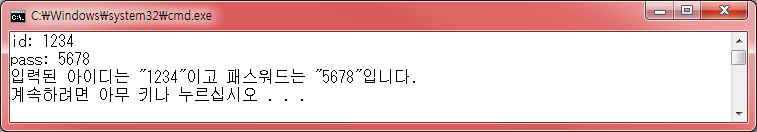 C:₩Windows₩system32₩cmd.exe
id: 1234
pass: 5678
입력된 아이디는 "1234"이고 패스워드는 "5678"입니다.
계속하려면 아무 키나 누르십시오 . . .